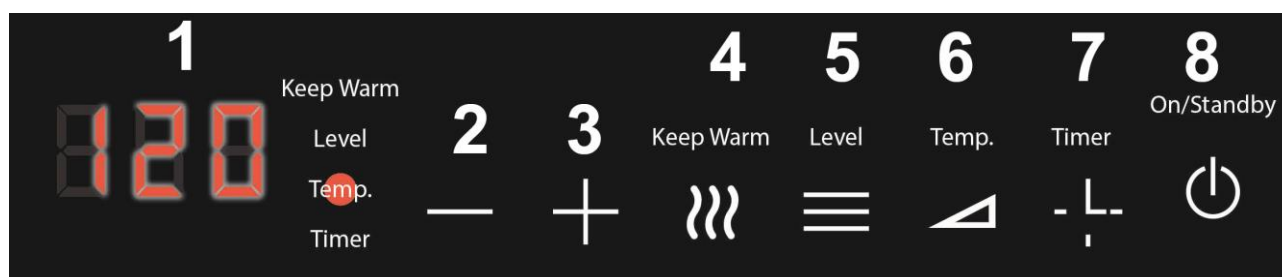 1
120
Keep Warm
Level
Temp.
Timer
2
3
4
Keep Warm
5
Level
6
Temp.
7
Timer
8
On/Standby